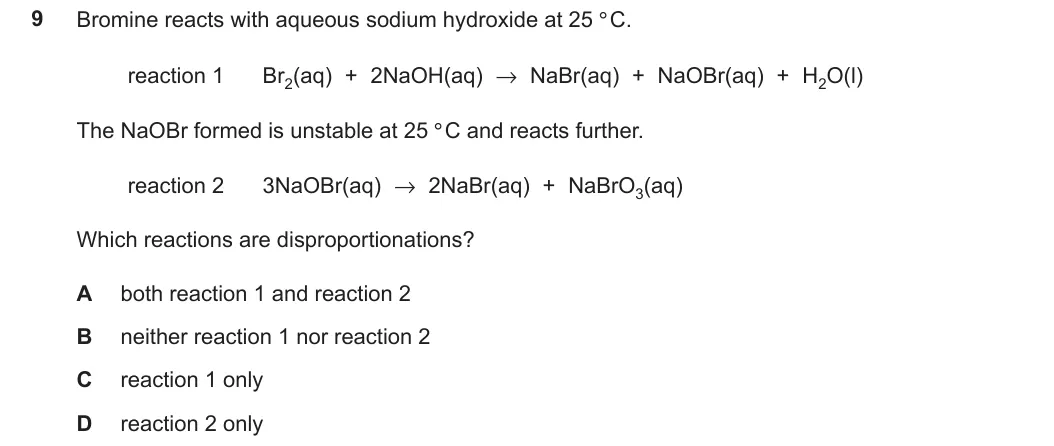 9 Bromine reacts with aqueous sodium hydroxide at 25 °C.
reaction 1 Br₂(aq) + 2NaOH(aq) → NaBr(aq) + NaOBr(aq) + H₂O(l)
The NaOBr formed is unstable at 25 °C and reacts further.
reaction 2 3NaOBr(aq) → 2NaBr(aq) + NaBrO₃(aq)
Which reactions are disproportionations?
A both reaction 1 and reaction 2
B neither reaction 1 nor reaction 2
C reaction 1 only
D reaction 2 only